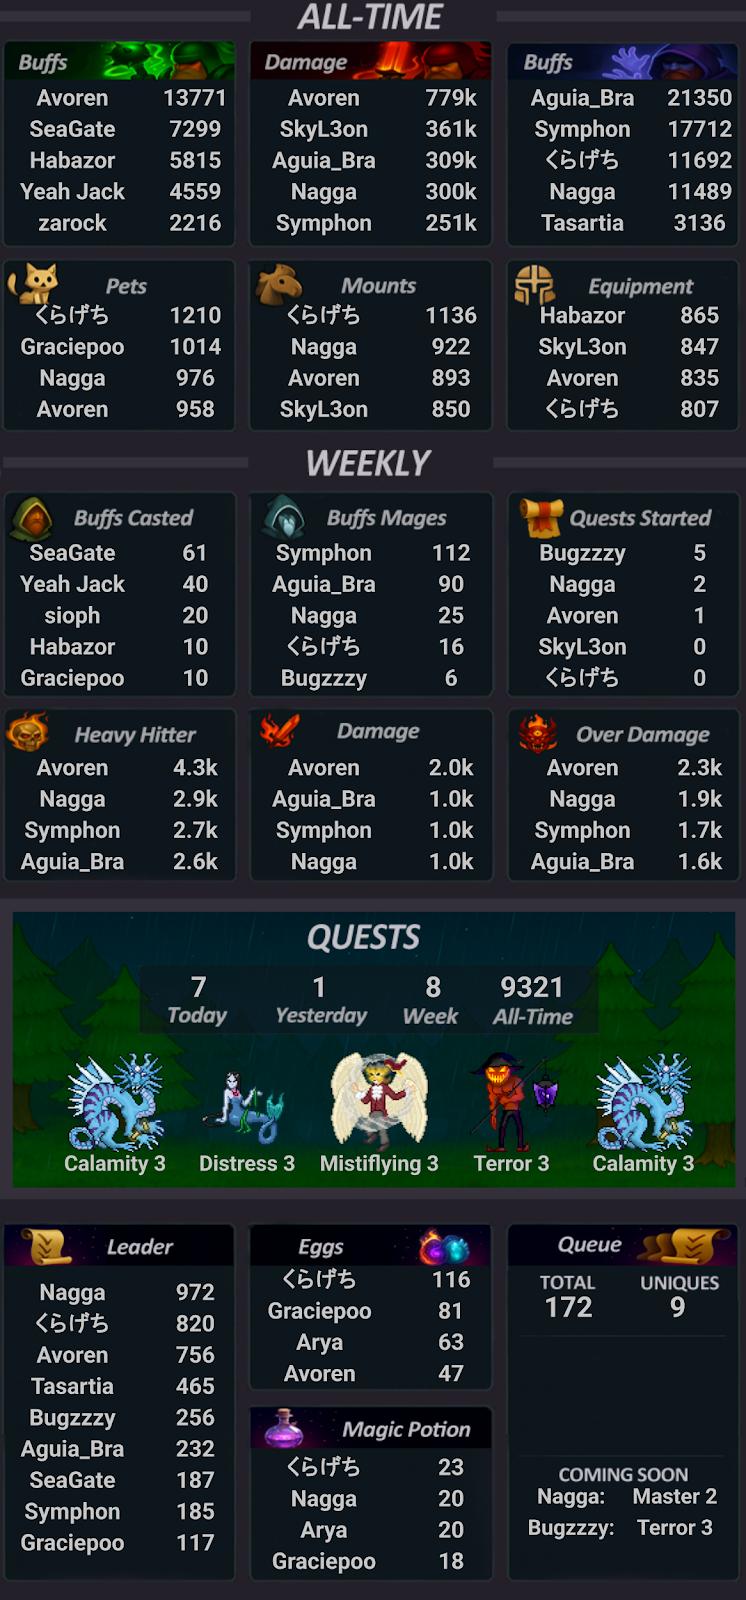 ALL-TIME
Buffs
Avoren 13771
SeaGate 7299
Habazor 5815
Yeah Jack 4559
zarock 2216
Damage
Avoren 779k
SkyL3on 361k
Aguia_Bra 309k
Nagga 300k
Symphon 251k
Buffs
Aguia_Bra 21350
Symphon 17712
くらげち 11692
Nagga 11489
Tasartia 3136
Pets
くらげち 1210
Graciepoo 1014
Nagga 976
Avoren 958
Mounts
くらげち 1136
Nagga 922
Avoren 893
SkyL3on 850
Equipment
Habazor 865
SkyL3on 847
Avoren 835
くらげち 807
WEEKLY
Buffs Casted
SeaGate 61
Yeah Jack 40
sioph 20
Habazor 10
Graciepoo 10
Buffs Mages
Symphon 112
Aguia_Bra 90
Nagga 25
くらげち 16
Bugzzzy 6
Quests Started
Bugzzzy 5
Nagga 2
Avoren 1
SkyL3on 0
くらげち 0
Heavy Hitter
Avoren 4.3k
Nagga 2.9k
Symphon 2.7k
Aguia_Bra 2.6k
Damage
Avoren 2.0k
Aguia_Bra 1.0k
Symphon 1.0k
Nagga 1.0k
Over Damage
Avoren 2.3k
Nagga 1.9k
Symphon 1.7k
Aguia_Bra 1.6k
QUESTS
7 1 8 9321
Today Yesterday Week All-Time
Calamity 3 Distress 3 Mistiflying 3 Terror 3 Calamity 3
Leader
Nagga 972
くらげち 820
Avoren 756
Tasartia 465
Bugzzzy 256
Aguia_Bra 232
SeaGate 187
Symphon 185
Graciepoo 117
Eggs
くらげち 116
Graciepoo 81
Arya 63
Avoren 47
Magic Potion
くらげち 23
Nagga 20
Arya 20
Graciepoo 18
Queue
TOTAL UNIQUES
172 9
COMING SOON
Nagga: Master 2
Bugzzzy: Terror 3